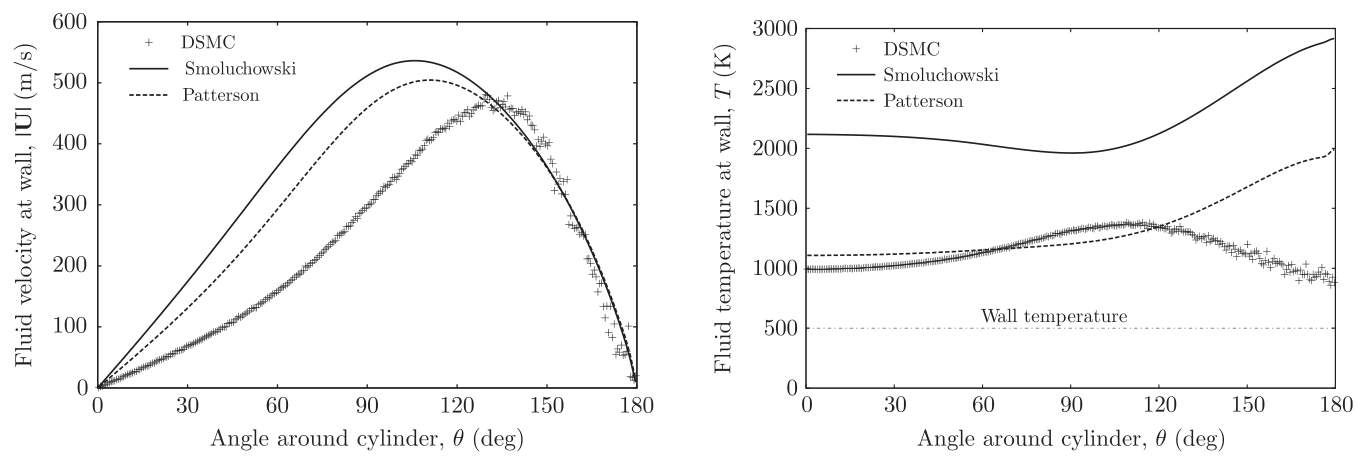 600
500
400
300
200
100
0
0 30 60 90 120 150 180
Fluid velocity at wall, |U| (m/s)
Angle around cylinder, θ (deg)
DSMC
Smoluchowski
Patterson
3000
2500
2000
1500
1000
500
0
0 30 60 90 120 150 180
Fluid temperature at wall, T (K)
Angle around cylinder, θ (deg)
DSMC
Smoluchowski
Patterson
Wall temperature